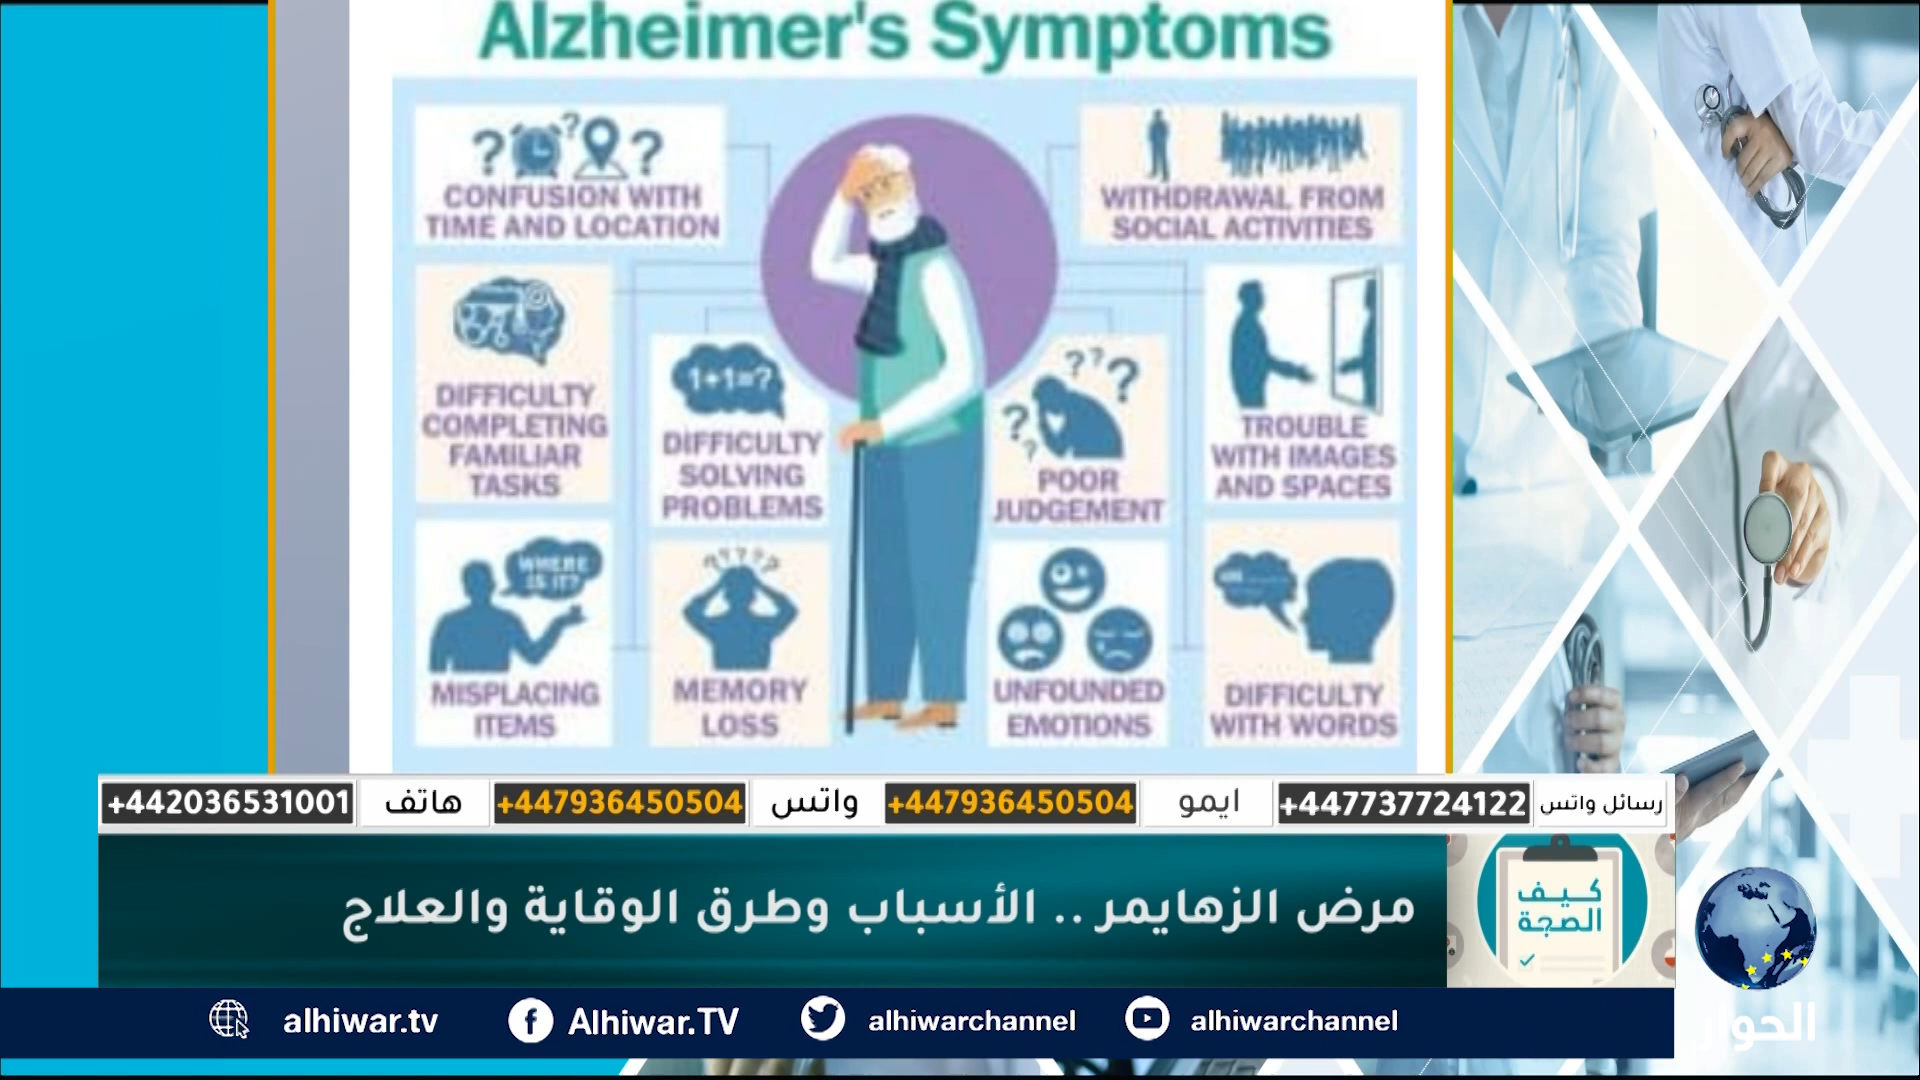 Alzheimer's Symptoms
CONFUSION WITH
TIME AND LOCATION
WITHDRAWAL FROM
SOCIAL ACTIVITIES
DIFFICULTY
COMPLETING
FAMILIAR
TASKS
1+1=?
DIFFICULTY
SOLVING
PROBLEMS
POOR
JUDGEMENT
TROUBLE
WITH IMAGES
AND SPACES
WHERE
IS IT?
MISPLACING
ITEMS
MEMORY
LOSS
UNFOUNDED
EMOTIONS
DIFFICULTY
WITH WORDS
رسائل واتس +447737724122 ايمو +447936450504 واتس +447936450504 هاتف +442036531001
مرض الزهايمر .. الأسباب وطرق الوقاية والعلاج
كيف
الصحة؟
alhiwar.tv Alhiwar.TV alhiwarchannel alhiwarchannel
الحوار